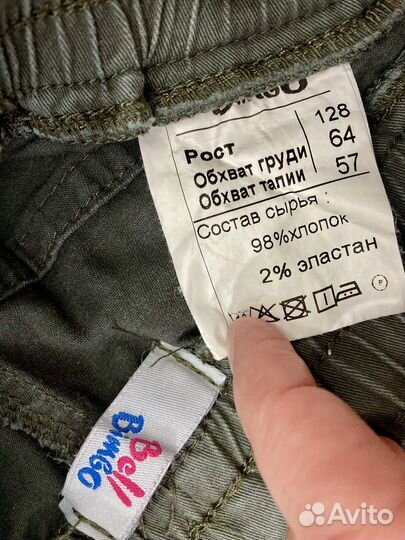 Рост 128
Обхват груди 64
Обхват талии 57
Состав сырья :
98%хлопок
2% эластан
P
Bell
Bimbo
Avito